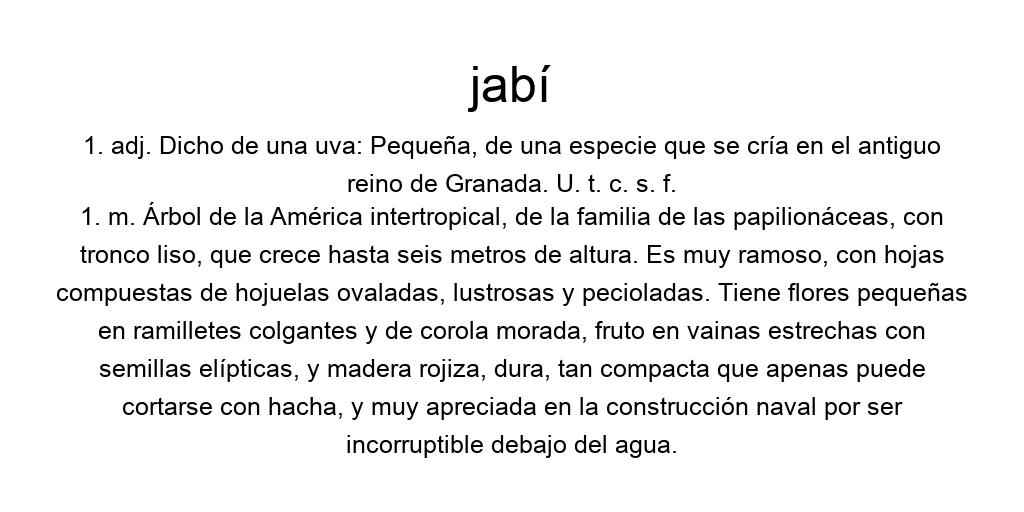 jabí
1. adj. Dicho de una uva: Pequeña, de una especie que se cría en el antiguo
reino de Granada. U. t. c. s. f.
1. m. Árbol de la América intertropical, de la familia de las papilionáceas, con
tronco liso, que crece hasta seis metros de altura. Es muy ramoso, con hojas
compuestas de hojuelas ovaladas, lustrosas y pecioladas. Tiene flores pequeñas
en ramilletes colgantes y de corola morada, fruto en vainas estrechas con
semillas elípticas, y madera rojiza, dura, tan compacta que apenas puede
cortarse con hacha, y muy apreciada en la construcción naval por ser
incorruptible debajo del agua.